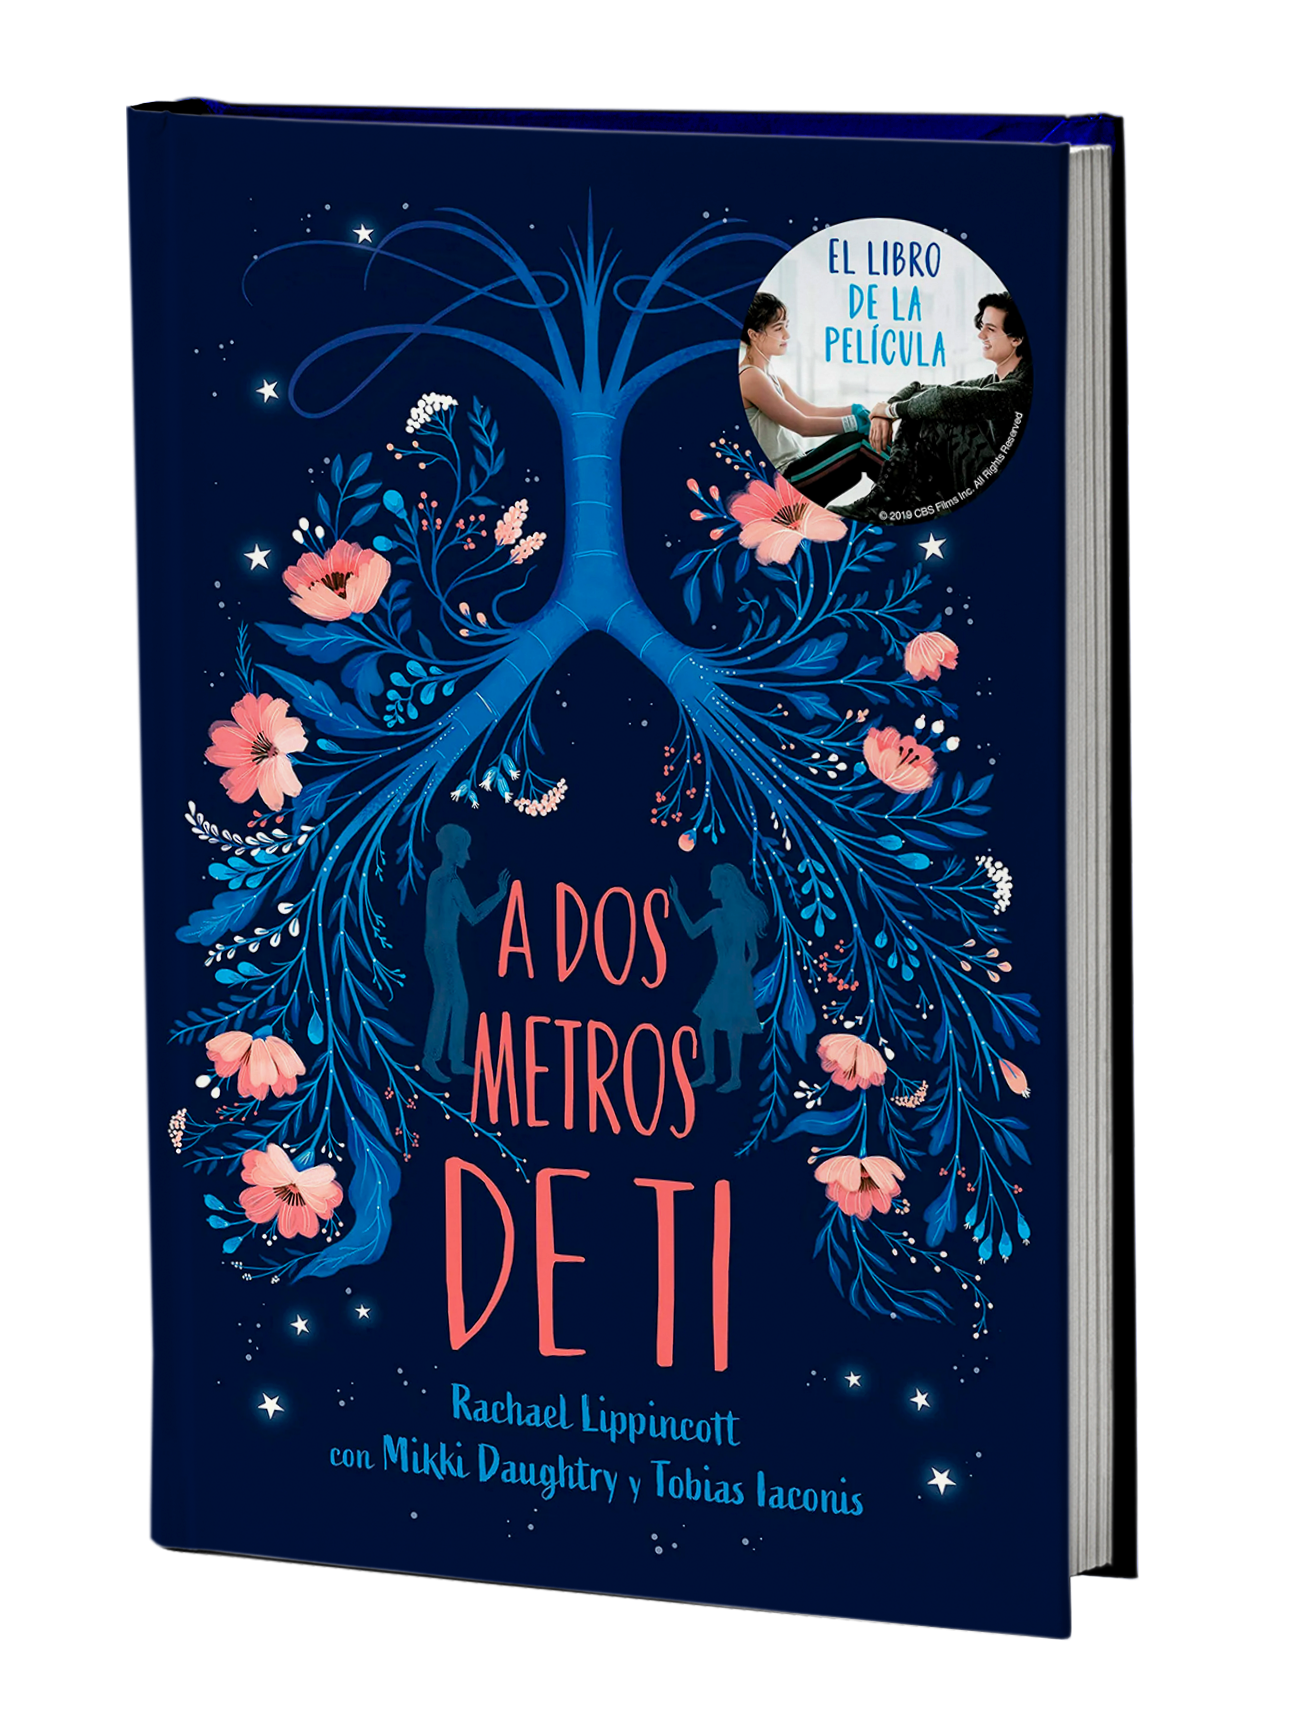 EL LIBRO
DE LA
PELÍCULA
© 2019 CBS Films Inc. All Rights Reserved
A DOS
METROS
DE TI
Rachael Lippincott
con Mikki Daughtry y Tobias Iaconis